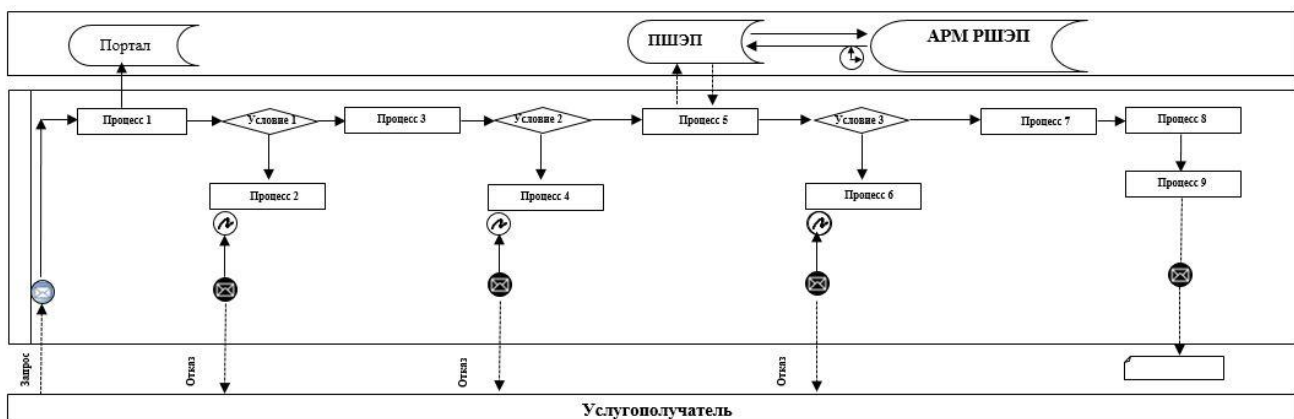 Портал
ПШЭП
АРМ РШЭП
Процесс 1
Условие 1
Процесс 3
Условие 2
Процесс 5
Условие 3
Процесс 7
Процесс 8
Процесс 2
Процесс 4
Процесс 6
Процесс 9
Запрос
Отказ
Отказ
Отказ
Услугополучатель